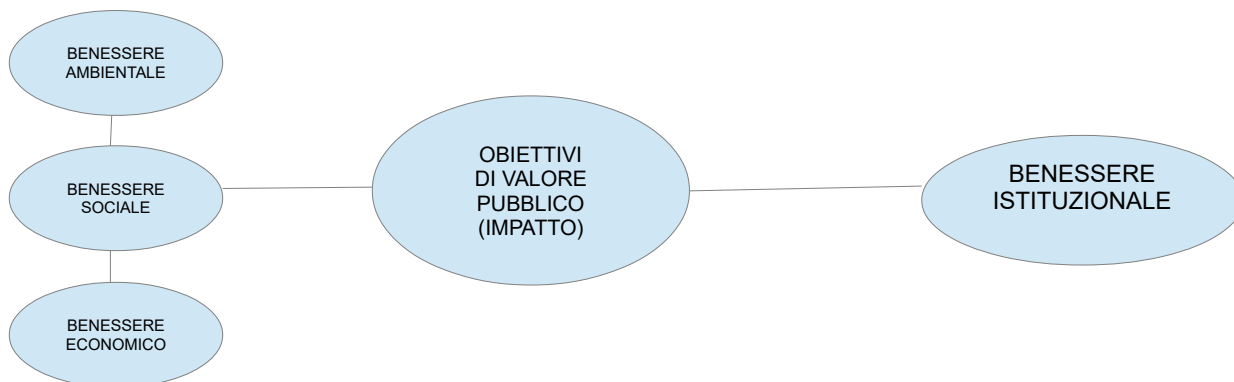 BENESSERE
AMBIENTALE
BENESSERE
SOCIALE
BENESSERE
ECONOMICO
OBIETTIVI
DI VALORE
PUBBLICO
(IMPATTO)
BENESSERE
ISTITUZIONALE